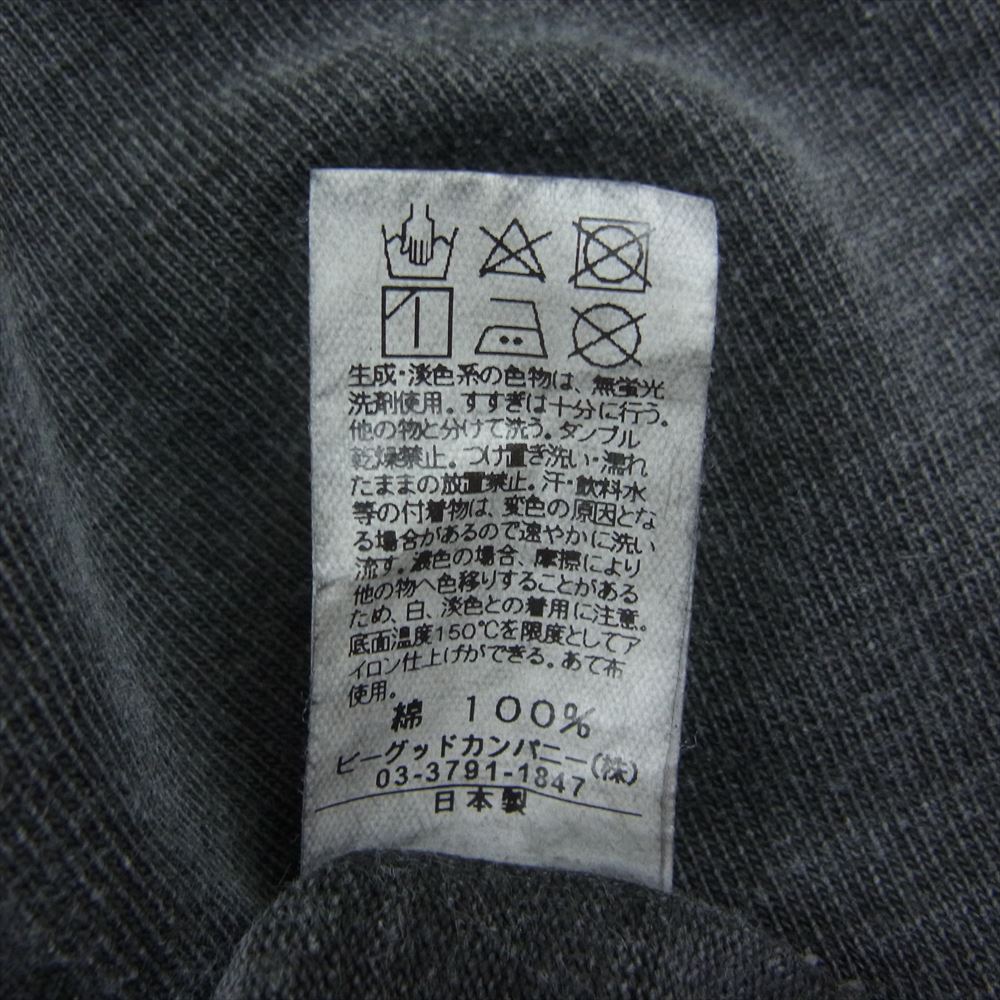 生成・淡色系の色物は、無蛍光
洗剤使用。すすぎは十分に行う。
他の物と分けて洗う。タンブル
乾燥禁止。つけ置き洗い・濡れ
たままの放置禁止。汗・飲料水
等の付着物は、変色の原因とな
る場合があるので速やかに洗い
流す。濃色の場合、摩擦により
他の物へ色移りすることがある
ため、白、淡色との着用に注意。
底面温度150℃を限度としてア
イロン仕上げができる。あて布
使用。
綿 100%
ビーグッドカンパニー(株)
03-3791-1847
日本製